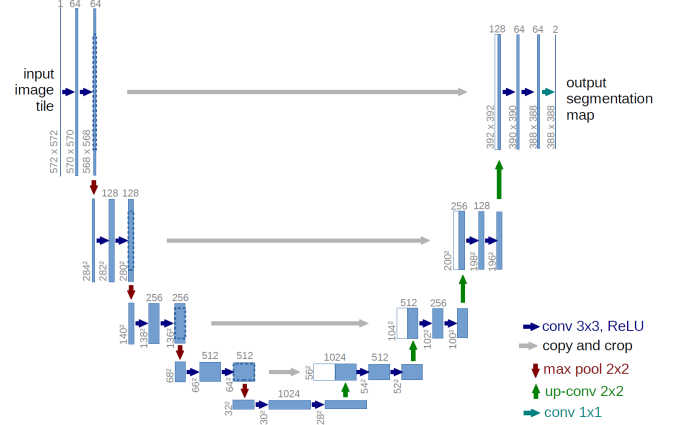 1 64 64
128 64 64 2
input
image
tile
output
segmentation
map
572 x 572
570 x 570
568 x 568
392 x 392
390 x 390
388 x 388
388 x 388
128 128
256 128
284²
282²
280²
200²
198²
196²
256 256
512 256
140²
138²
136²
104²
102²
100²
512 512
1024 512
68²
66²
64²
56²
54²
52²
1024
32²
30²
28²
conv 3x3, ReLU
copy and crop
max pool 2x2
up-conv 2x2
conv 1x1